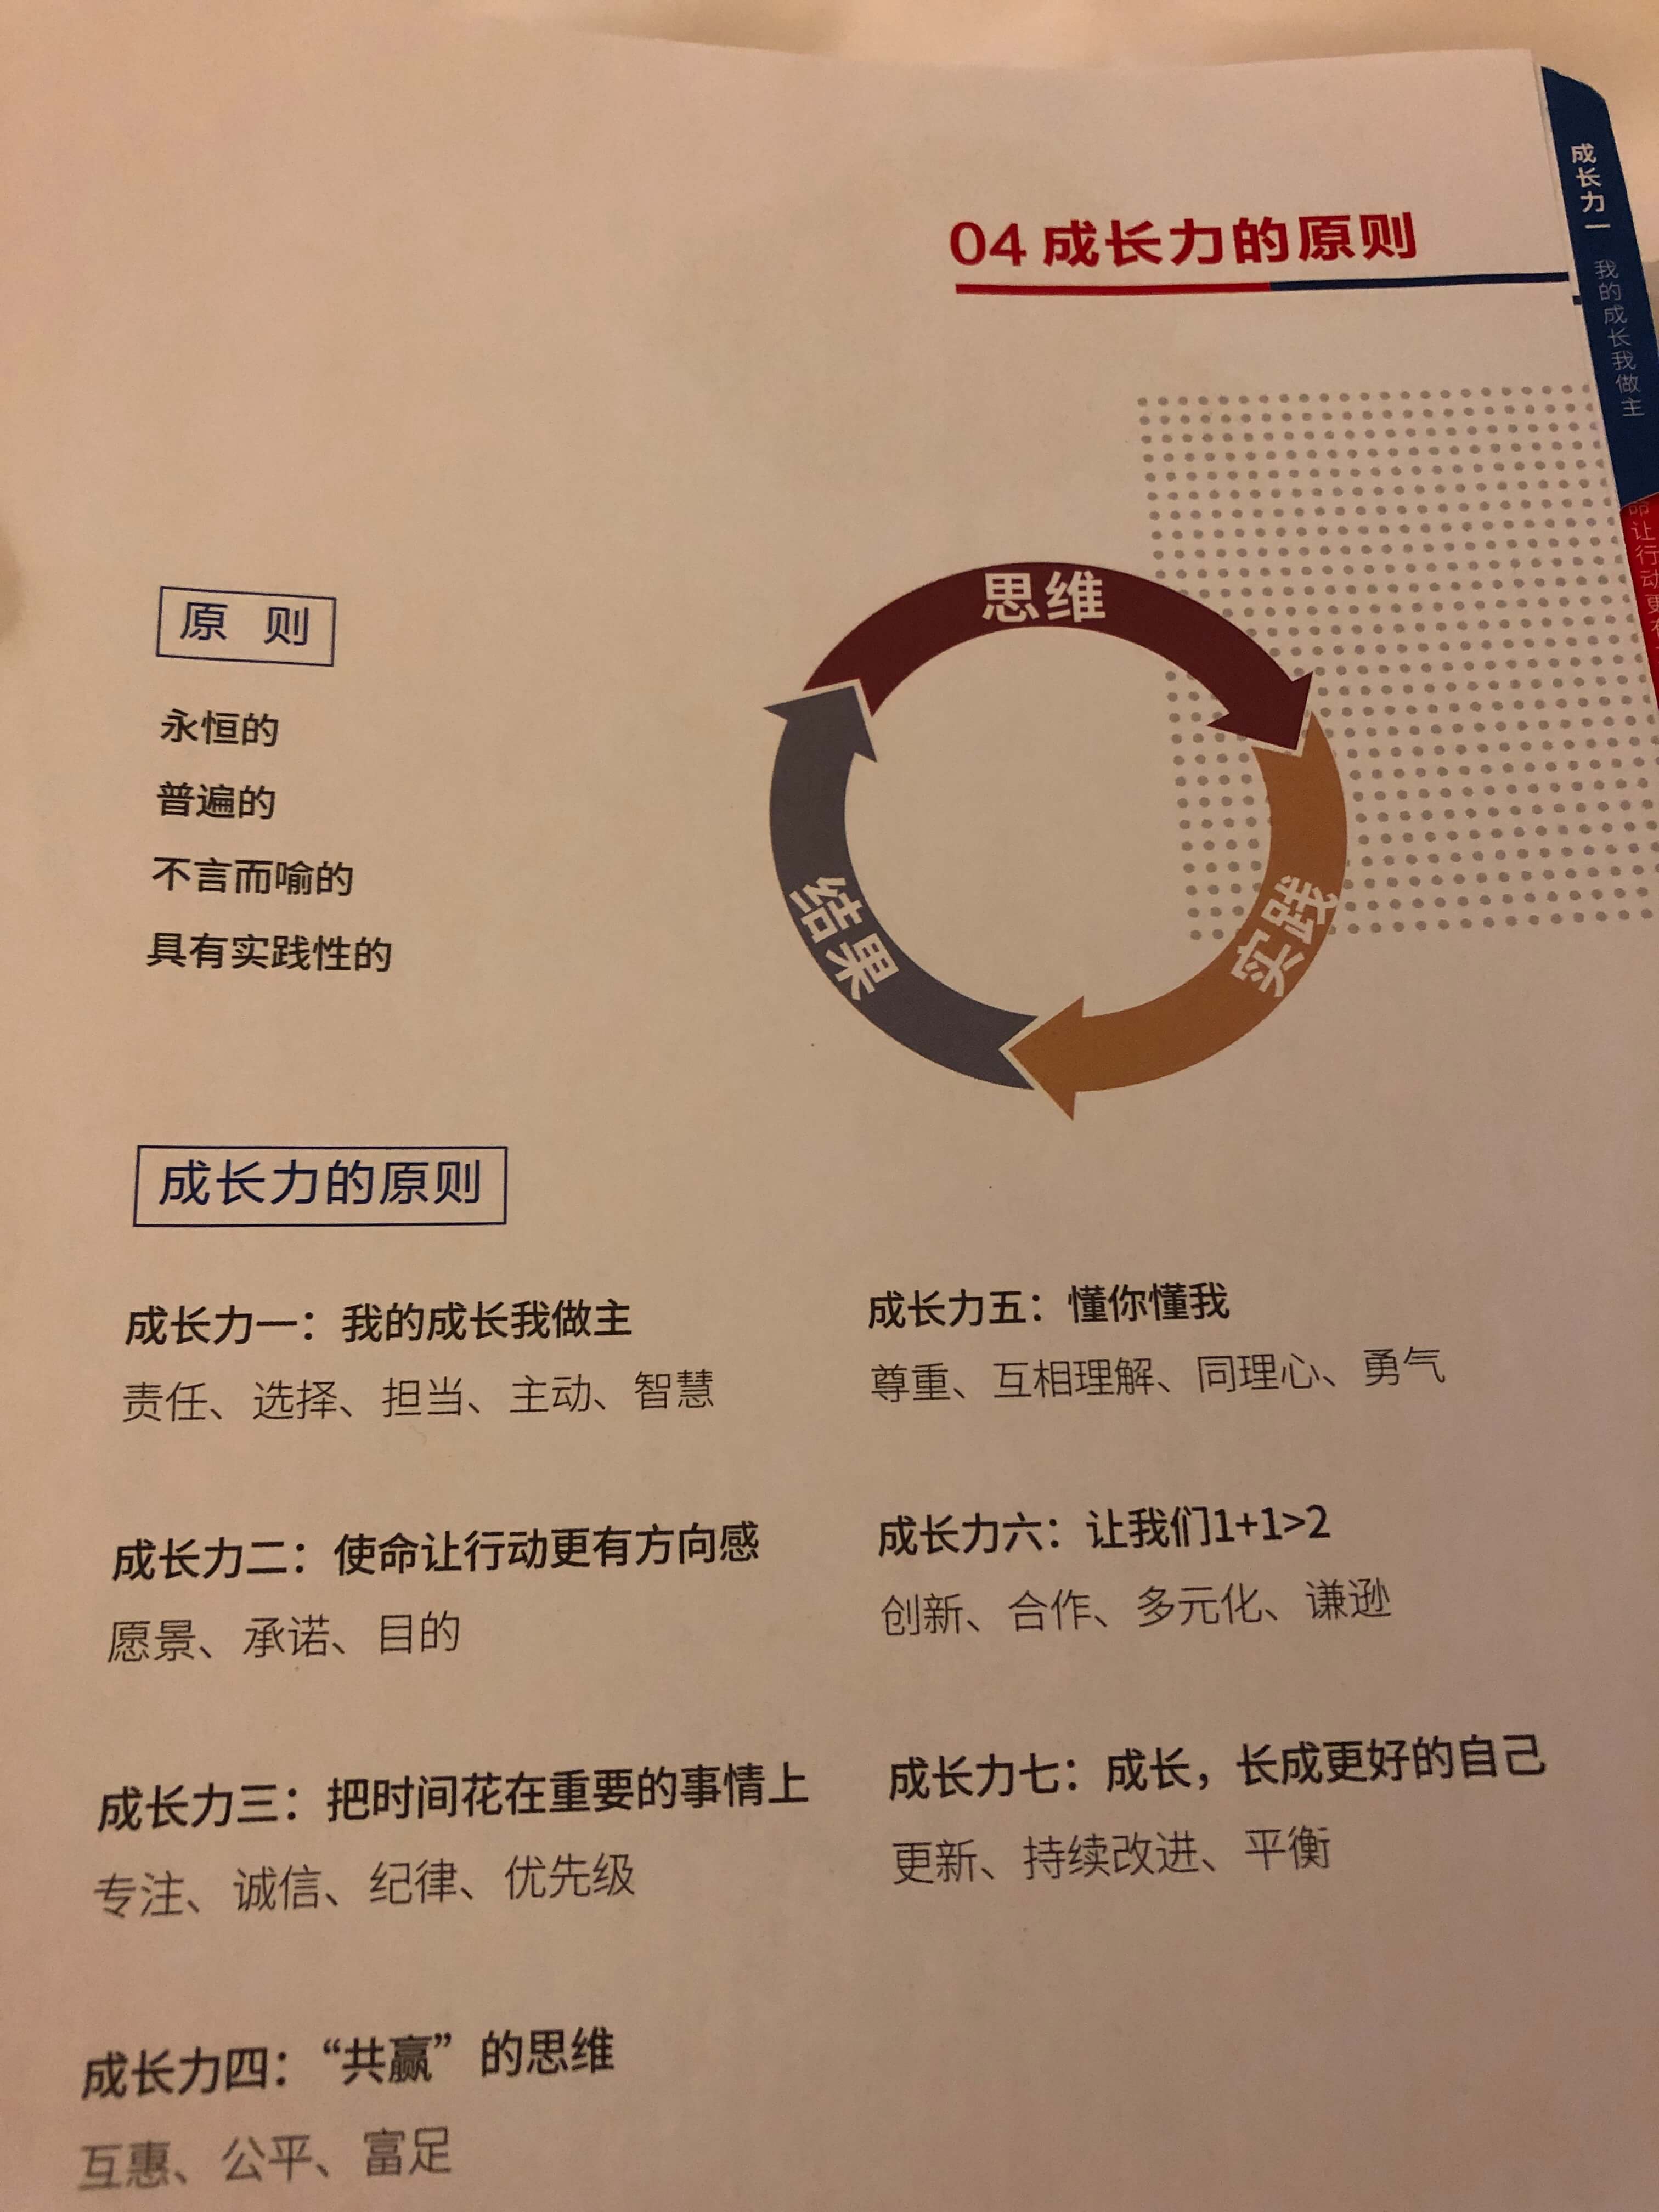 04 成长力的原则
成长力一 我的成长我做主
命让行动更有
原 则
永恒的
普遍的
不言而喻的
具有实践性的
思维
实践
结果
成长力的原则
成长力一：我的成长我做主
责任、选择、担当、主动、智慧
成长力二：使命让行动更有方向感
愿景、承诺、目的
成长力三：把时间花在重要的事情上
专注、诚信、纪律、优先级
成长力四：“共赢”的思维
互惠、公平、富足
成长力五：懂你懂我
尊重、互相理解、同理心、勇气
成长力六：让我们1+1>2
创新、合作、多元化、谦逊
成长力七：成长，长成更好的自己
更新、持续改进、平衡